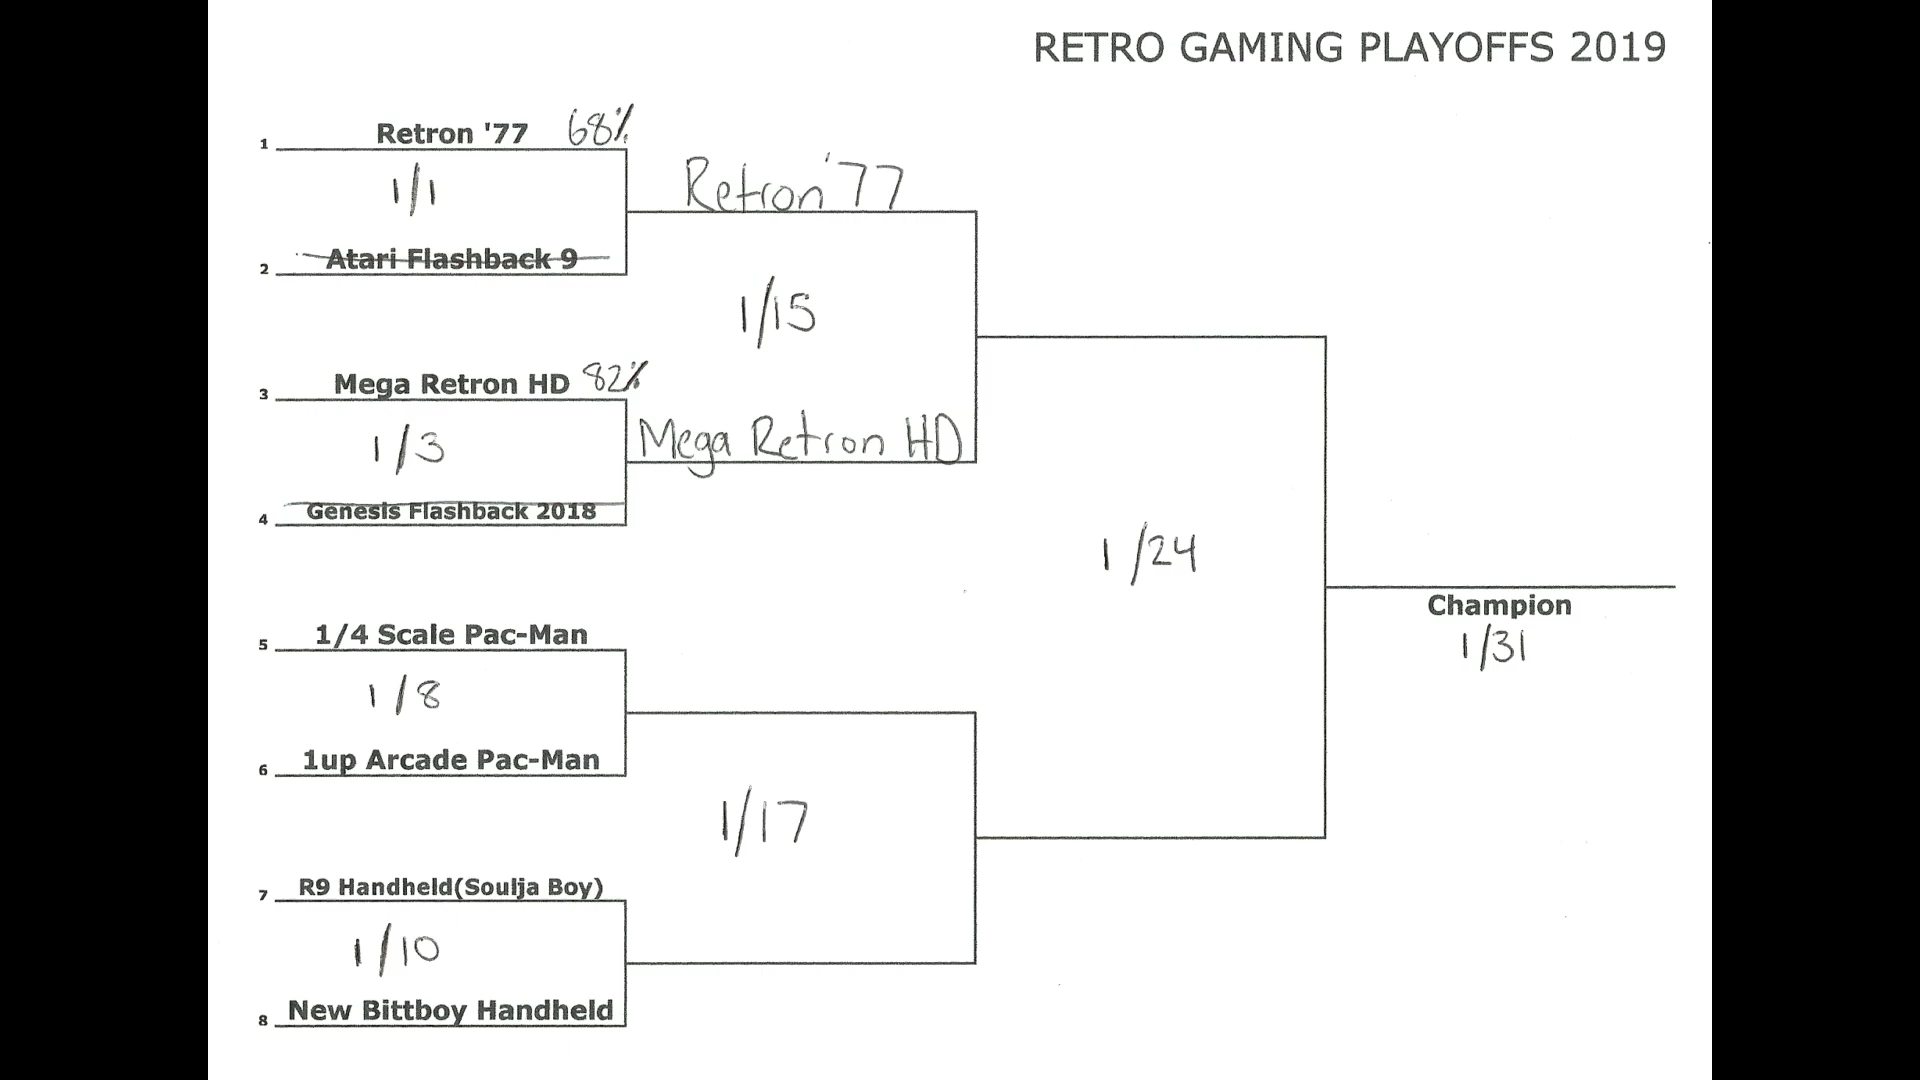 RETRO GAMING PLAYOFFS 2019
1 Retron '77 68%
1/1
Retron '77
2 Atari Flashback 9
1/15
3 Mega Retron HD 82%
1/3
Mega Retron HD
4 Genesis Flashback 2018
1/24
Champion
1/31
5 1/4 Scale Pac-Man
1/8
6 1up Arcade Pac-Man
1/17
7 R9 Handheld(Soulja Boy)
1/10
8 New Bittboy Handheld